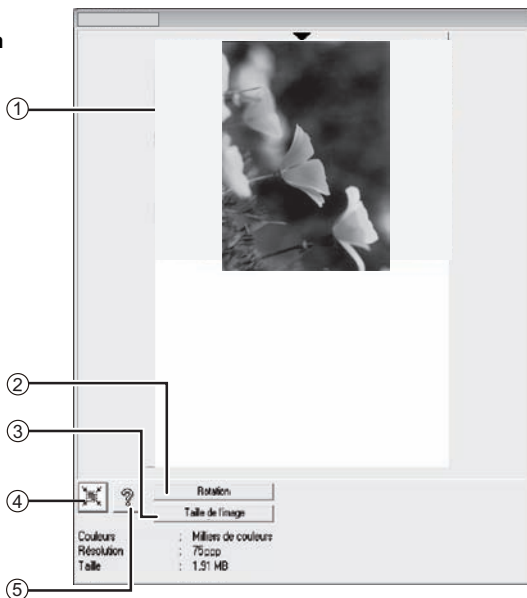 n
①
②
Rotation
③
Taille de l'image
④
?
Couleurs : Milliers de couleurs
Résolution : 75ppp
Taille : 1.91 MB
⑤